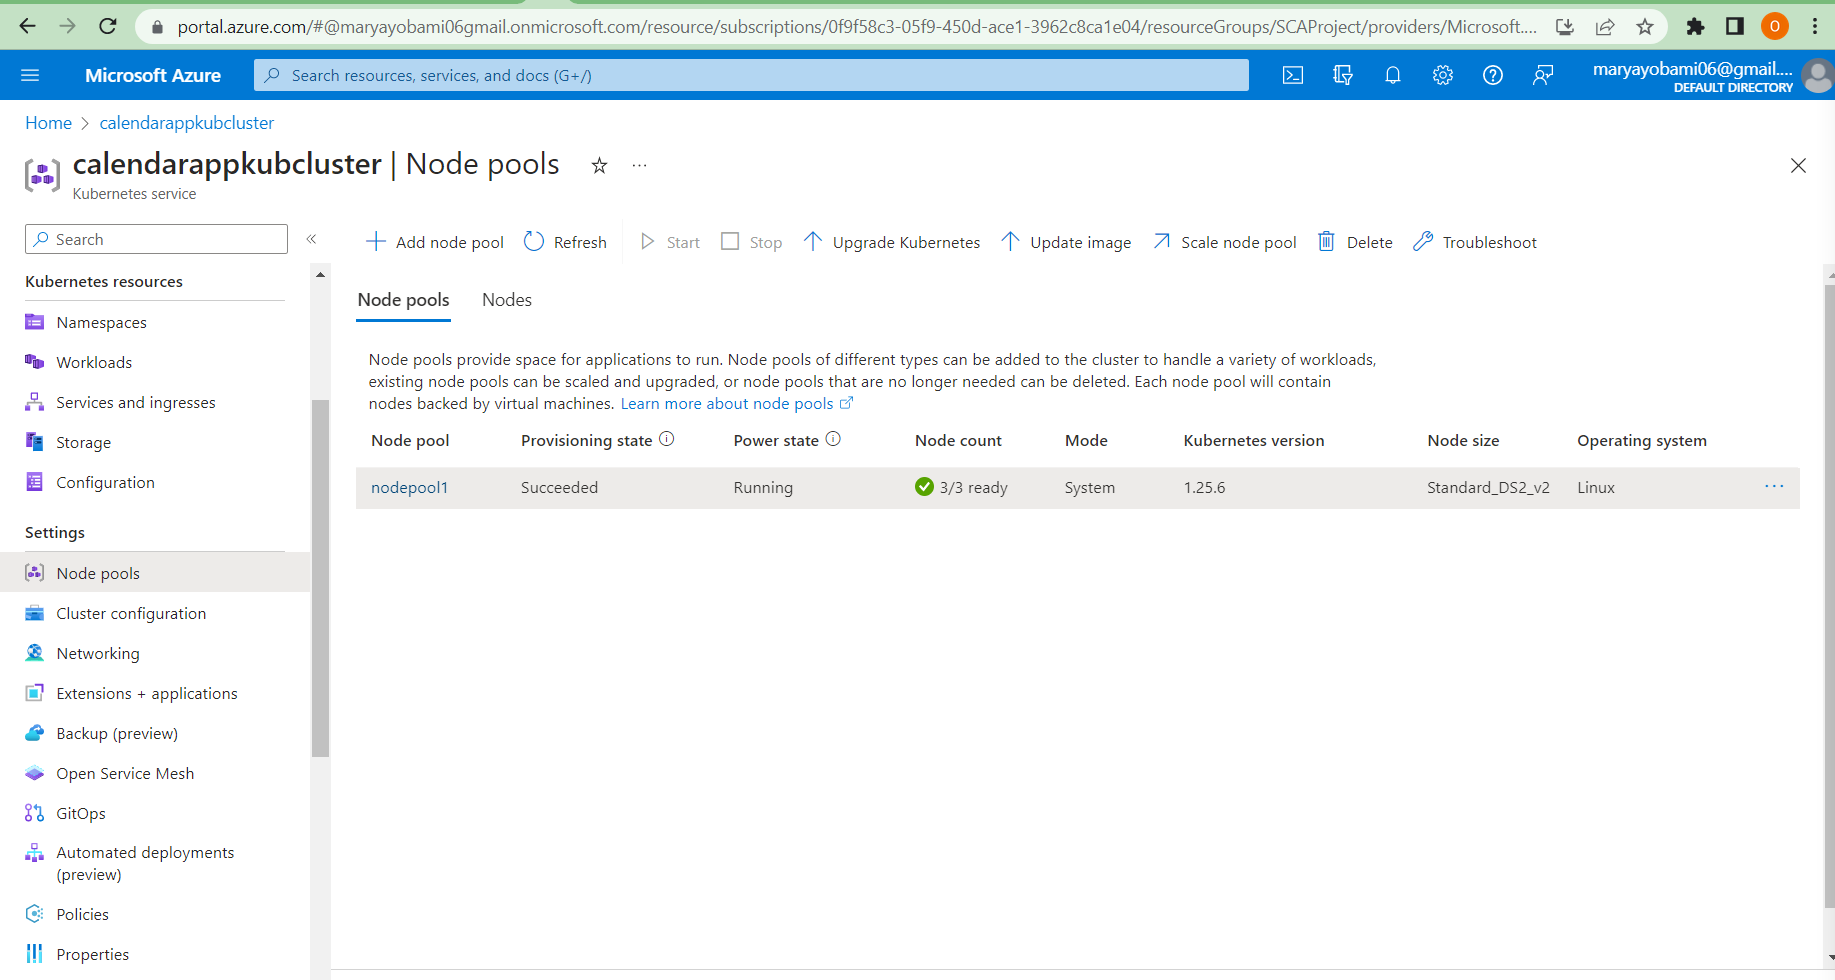 portal.azure.com/#@maryayobami06gmail.onmicrosoft.com/resource/subscriptions/0f9f58c3-05f9-450d-ace1-3962c8ca1e04/resourceGroups/SCAProject/providers/Microsoft....
O
Microsoft Azure
Search resources, services, and docs (G+/)
maryayobami06@gmail....
DEFAULT DIRECTORY
Home > calendarappkubcluster
calendarappkubcluster | Node pools
Kubernetes service
Search
Kubernetes resources
Namespaces
Workloads
Services and ingresses
Storage
Configuration
Settings
Node pools
Cluster configuration
Networking
Extensions + applications
Backup (preview)
Open Service Mesh
GitOps
Automated deployments
(preview)
Policies
Properties
Add node pool Refresh Start Stop Upgrade Kubernetes Update image Scale node pool Delete Troubleshoot
Node pools Nodes
Node pools provide space for applications to run. Node pools of different types can be added to the cluster to handle a variety of workloads,
existing node pools can be scaled and upgraded, or node pools that are no longer needed can be deleted. Each node pool will contain
nodes backed by virtual machines. Learn more about node pools
Node pool Provisioning state Power state Node count Mode Kubernetes version Node size Operating system
nodepool1 Succeeded Running 3/3 ready System 1.25.6 Standard_DS2_v2 Linux